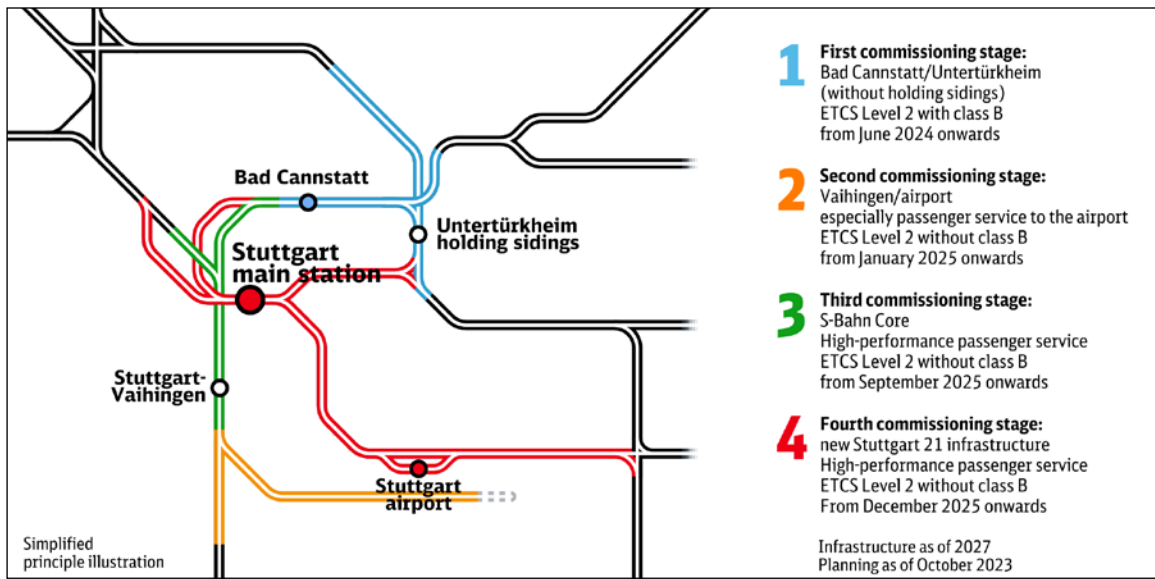 Bad Cannstatt
Untertürkheim
holding sidings
Stuttgart
main station
Stuttgart-
Vaihingen
Stuttgart
airport
Simplified
principle illustration
1
First commissioning stage:
Bad Cannstatt/Untertürkheim
(without holding sidings)
ETCS Level 2 with class B
from June 2024 onwards
2
Second commissioning stage:
Vaihingen/airport
especially passenger service to the airport
ETCS Level 2 without class B
from January 2025 onwards
3
Third commissioning stage:
S-Bahn Core
High-performance passenger service
ETCS Level 2 without class B
from September 2025 onwards
4
Fourth commissioning stage:
new Stuttgart 21 infrastructure
High-performance passenger service
ETCS Level 2 without class B
From December 2025 onwards
Infrastructure as of 2027
Planning as of October 2023